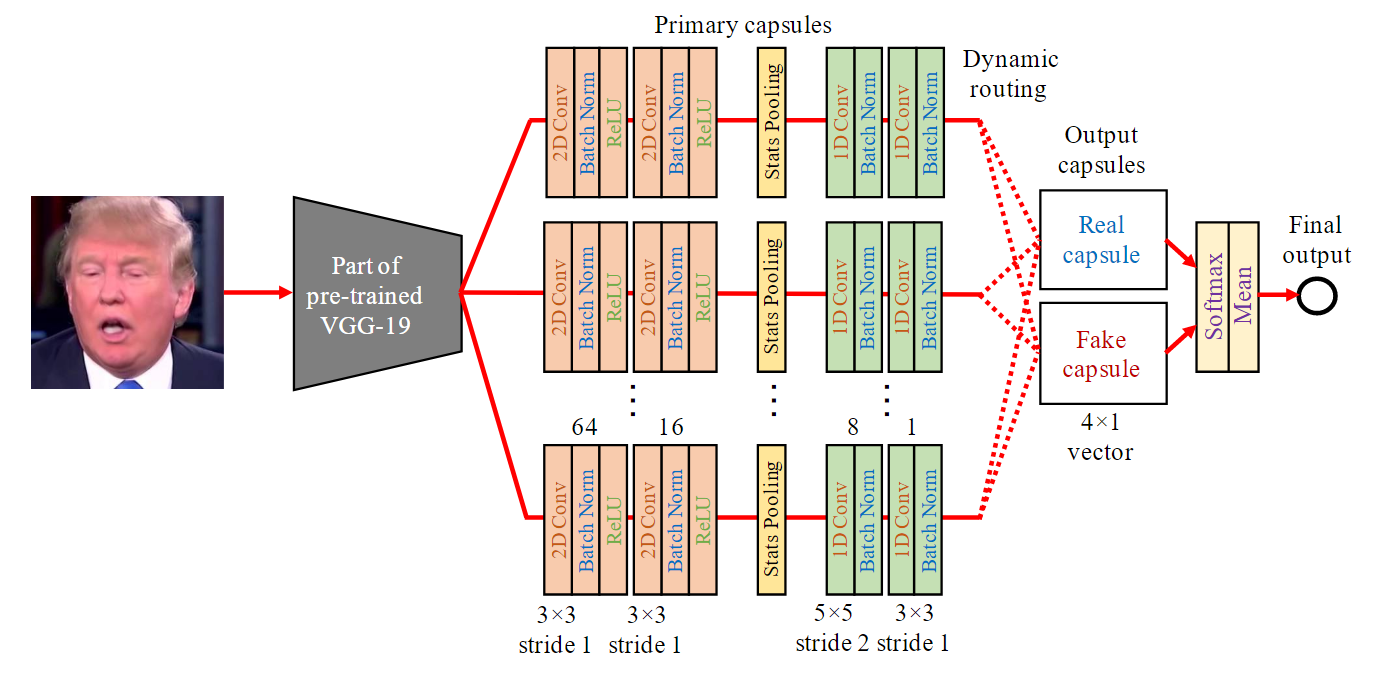 Primary capsules
Dynamic
routing
2D Conv
Batch Norm
ReLU
2D Conv
Batch Norm
ReLU
Stats Pooling
1D Conv
Batch Norm
1D Conv
Batch Norm
Output
capsules
Part of
pre-trained
VGG-19
2D Conv
Batch Norm
ReLU
2D Conv
Batch Norm
ReLU
Stats Pooling
1D Conv
Batch Norm
1D Conv
Batch Norm
Real
capsule
Fake
capsule
4×1
vector
Softmax
Mean
Final
output
⋮ ⋮ ⋮
64 16 8 1
2D Conv
Batch Norm
ReLU
2D Conv
Batch Norm
ReLU
Stats Pooling
1D Conv
Batch Norm
1D Conv
Batch Norm
3×3 3×3 5×5 3×3
stride 1 stride 1 stride 2 stride 1